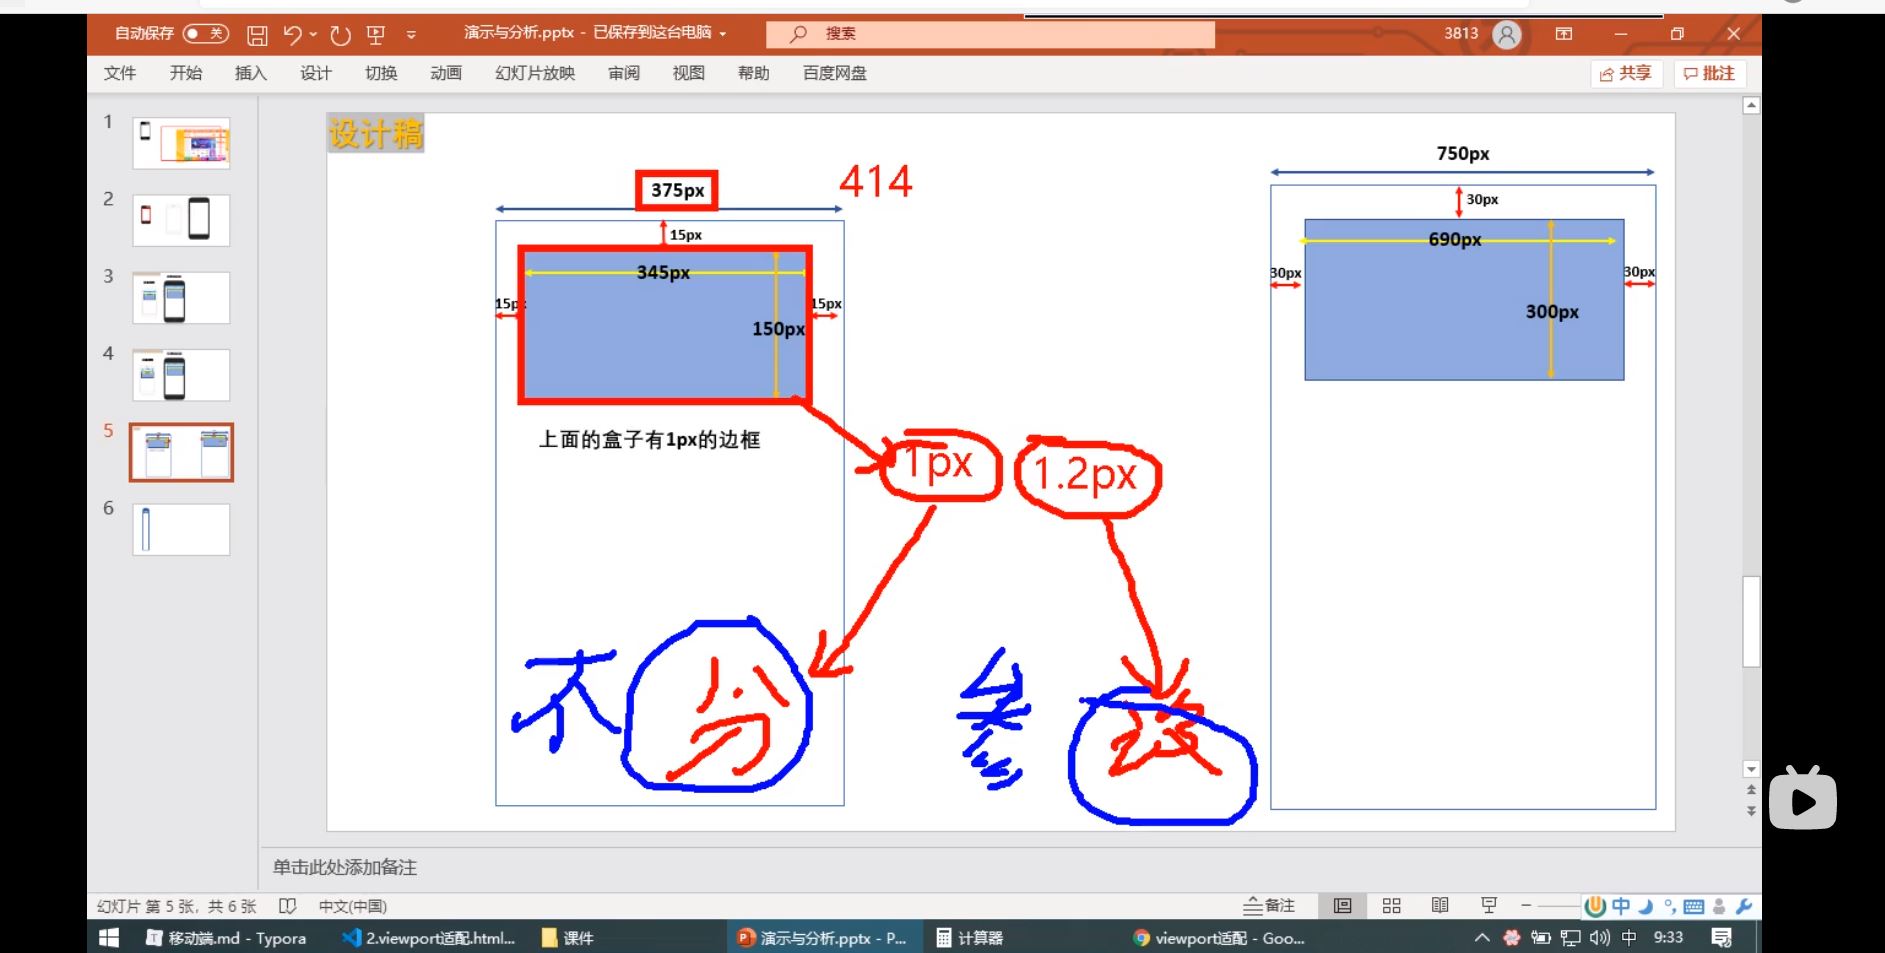 自动保存 关
演示与分析.pptx - 已保存到这台电脑
搜索
3813
文件 开始 插入 设计 切换 动画 幻灯片放映 审阅 视图 帮助 百度网盘
共享 批注
1
2
3
4
5
6
设计稿
375px
414
15px
345px
15px
15px
150px
上面的盒子有1px的边框
1px
1.2px
不 分
750px
30px
690px
30px
30px
300px
单击此处添加备注
幻灯片 第 5 张，共 6 张 中文(中国)
备注
中
移动端.md - Typora
2.viewport适配.html...
课件
演示与分析.pptx - P...
计算器
viewport适配 - Goo...
中 9:33